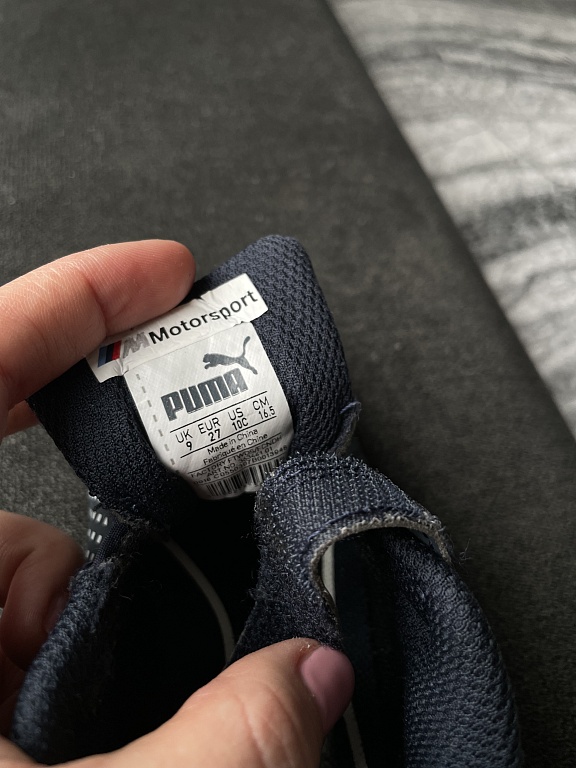 M Motorsport
PUMA
UK EUR US CM
9 27 10C 16.5
Made in China
Fabriqué en Chine